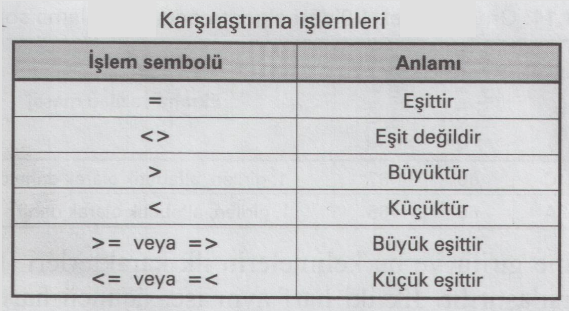 Karşılaştırma işlemleri
İşlem sembolü Anlamı
= Eşittir
<> Eşit değildir
> Büyüktür
< Küçüktür
>= veya => Büyük eşittir
<= veya =< Küçük eşittir